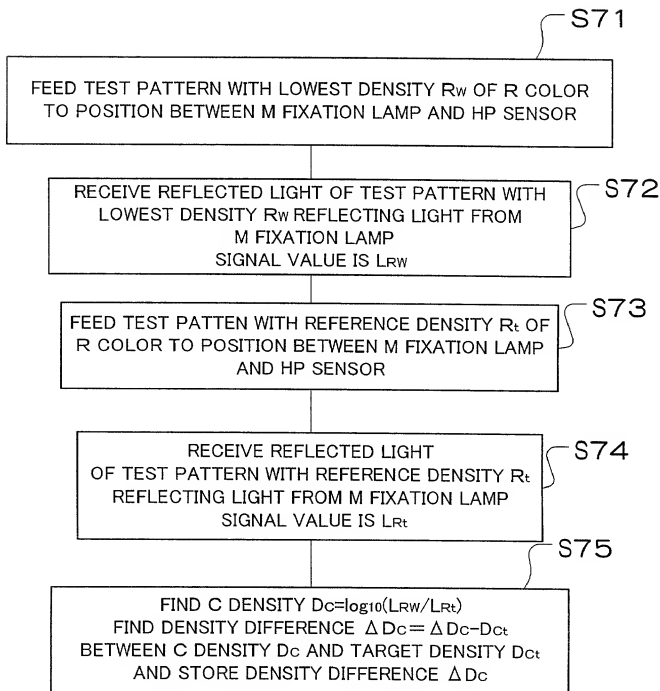 S71
FEED TEST PATTERN WITH LOWEST DENSITY Rw OF R COLOR
TO POSITION BETWEEN M FIXATION LAMP AND HP SENSOR
S72
RECEIVE REFLECTED LIGHT OF TEST PATTERN WITH
LOWEST DENSITY Rw REFLECTING LIGHT FROM
M FIXATION LAMP
SIGNAL VALUE IS LRW
S73
FEED TEST PATTEN WITH REFERENCE DENSITY Rt OF
R COLOR TO POSITION BETWEEN M FIXATION LAMP
AND HP SENSOR
S74
RECEIVE REFLECTED LIGHT
OF TEST PATTERN WITH REFERENCE DENSITY Rt
REFLECTING LIGHT FROM M FIXATION LAMP
SIGNAL VALUE IS LRt
S75
FIND C DENSITY Dc=log10(LRW/LRt)
FIND DENSITY DIFFERENCE ΔDc=ΔDc-Dct
BETWEEN C DENSITY Dc AND TARGET DENSITY Dct
AND STORE DENSITY DIFFERENCE ΔDc